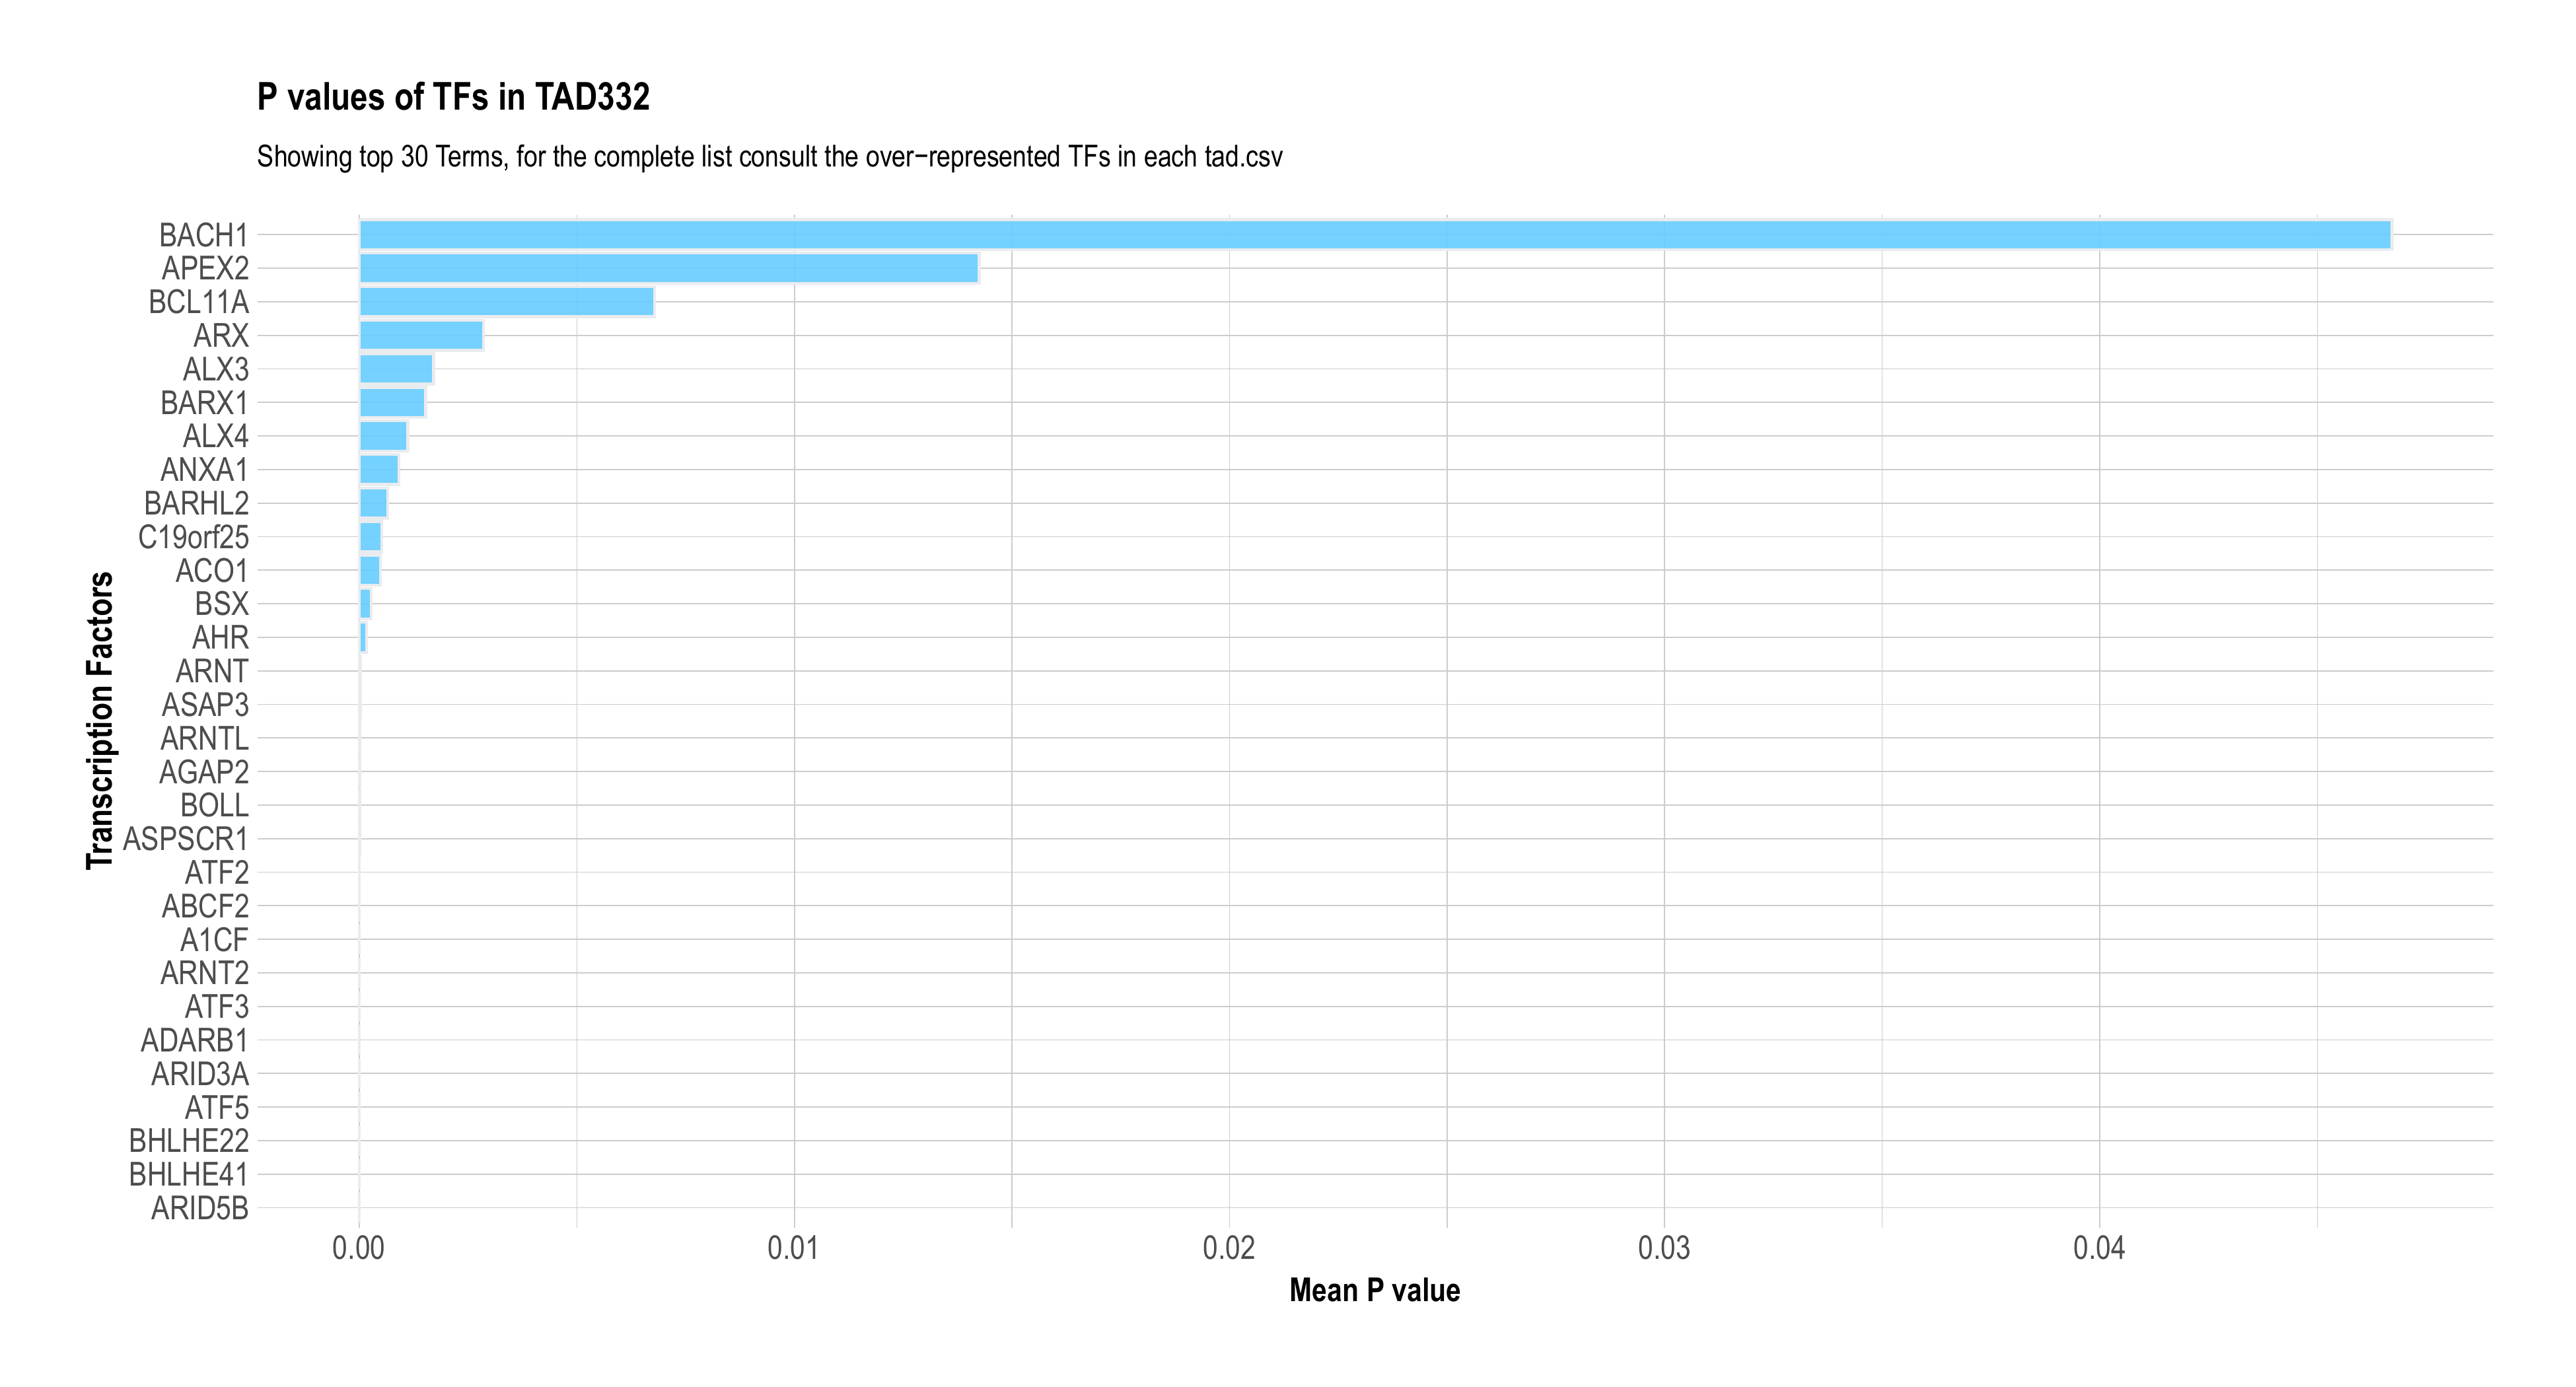 P values of TFs in TAD332
Showing top 30 Terms, for the complete list consult the over−represented TFs in each tad.csv
Transcription Factors
BACH1
APEX2
BCL11A
ARX
ALX3
BARX1
ALX4
ANXA1
BARHL2
C19orf25
ACO1
BSX
AHR
ARNT
ASAP3
ARNTL
AGAP2
BOLL
ASPSCR1
ATF2
ABCF2
A1CF
ARNT2
ATF3
ADARB1
ARID3A
ATF5
BHLHE22
BHLHE41
ARID5B
0.00 0.01 0.02 0.03 0.04
Mean P value